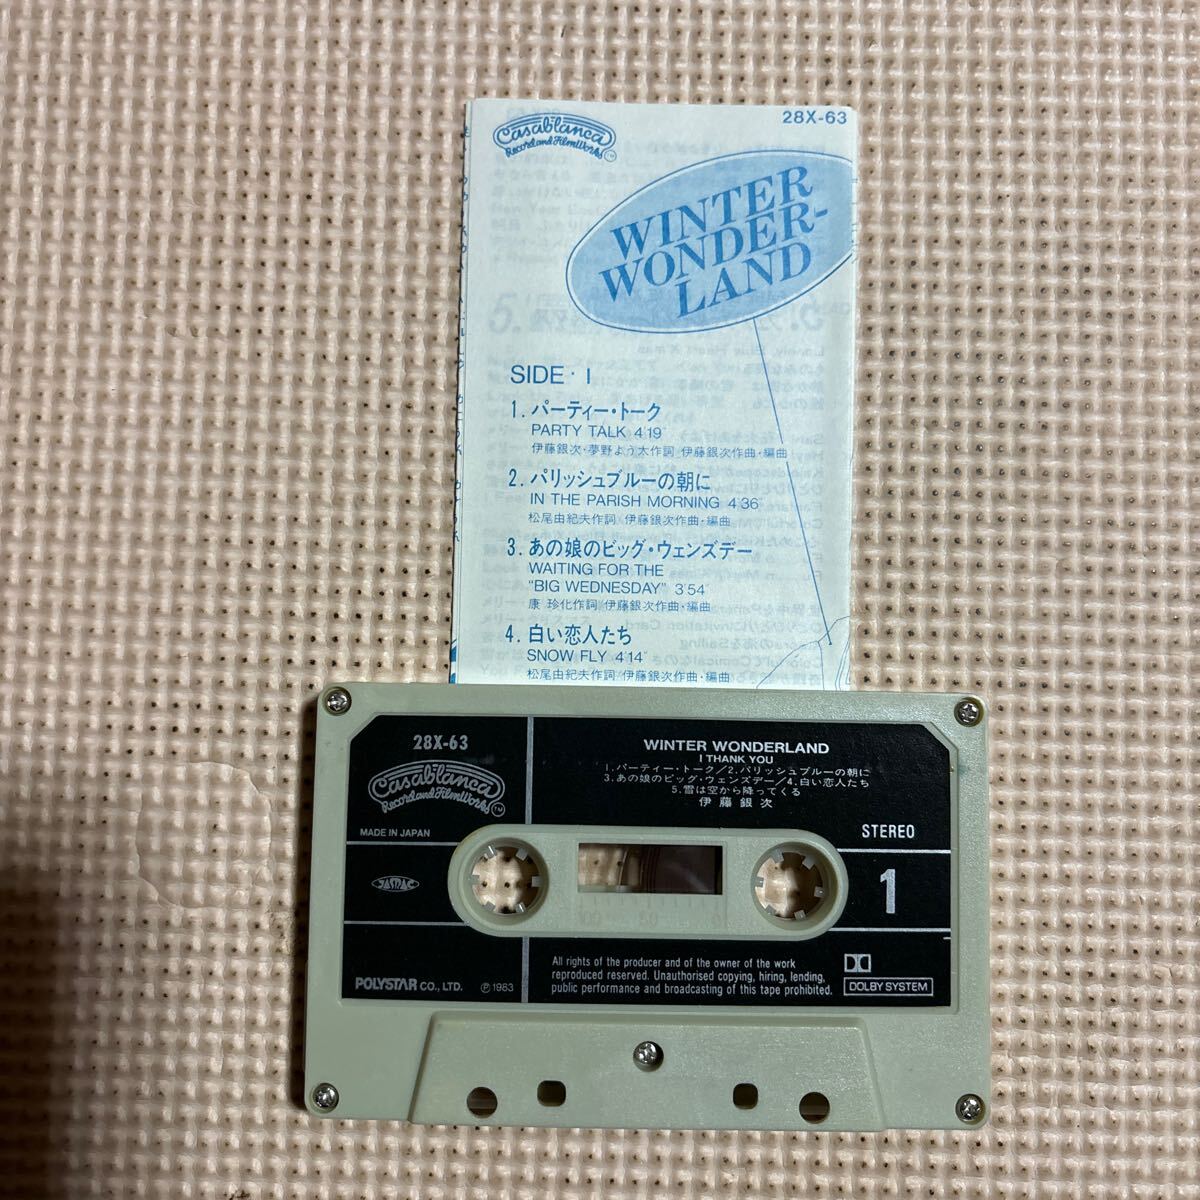 Casablanca
Record and FilmWorks TM
28X-63
WINTER
WONDER-
LAND
SIDE・I
1. パーティー・トーク
PARTY TALK 4'19"
伊藤銀次・夢野よう太作詞 伊藤銀次作曲・編曲
2. パリッシュブルーの朝に
IN THE PARISH MORNING 4'36"
松尾由紀夫作詞 伊藤銀次作曲・編曲
3. あの娘のビッグ・ウェンズデー
WAITING FOR THE
"BIG WEDNESDAY" 3'54"
康 珍化作詞 伊藤銀次作曲・編曲
4. 白い恋人たち
SNOW FLY 4'14"
松尾由紀夫作詞 伊藤銀次作曲・編曲
28X-63
Casablanca
Record and FilmWorks TM
MADE IN JAPAN
JASRAC
POLYSTAR CO., LTD. Ⓟ1983
WINTER WONDERLAND
I THANK YOU
1.パーティー・トーク/2.パリッシュブルーの朝に
3.あの娘のビッグ・ウェンズデー/4.白い恋人たち
5.雪は空から降ってくる
伊藤銀次
STEREO
1
100 50 0
All rights of the producer and of the owner of the work
reproduced reserved. Unauthorised copying, hiring, lending,
public performance and broadcasting of this tape prohibited.
DOLBY SYSTEM